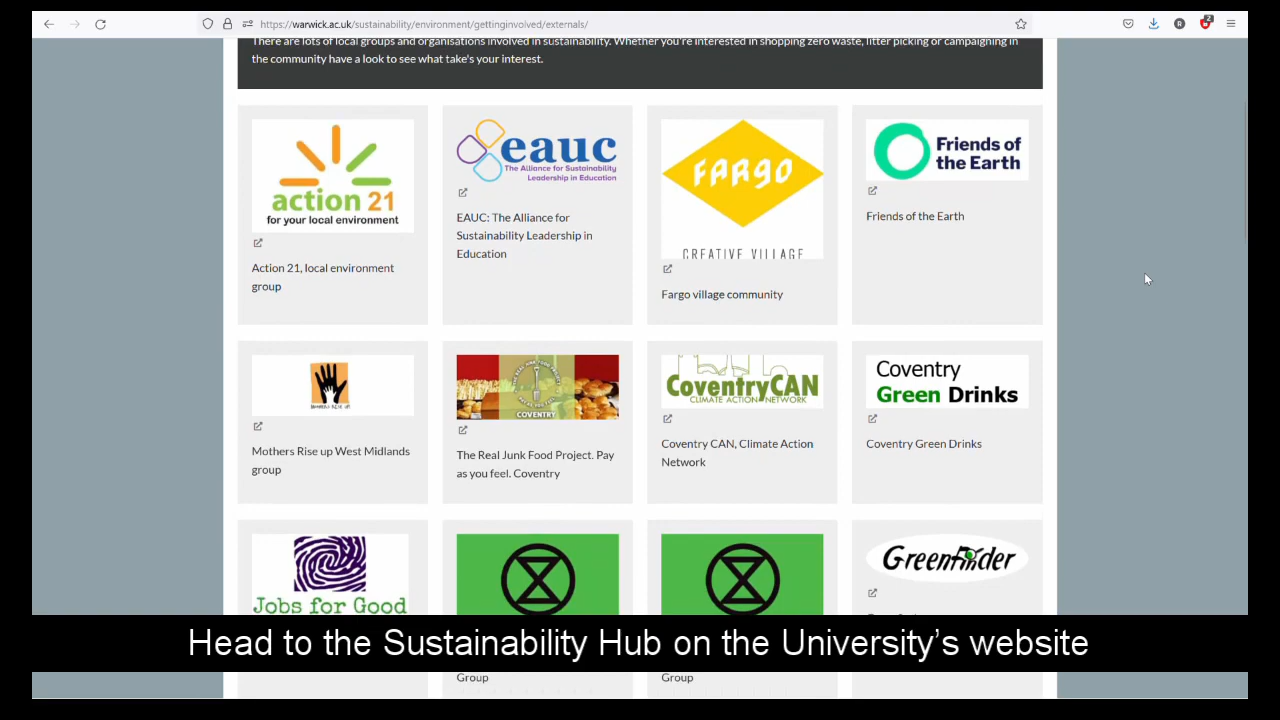 https://warwick.ac.uk/sustainability/environment/gettinginvolved/externals/
R
2
There are lots of local groups and organisations involved in sustainability. Whether you're interested in shopping zero waste, litter picking or campaigning in
the community have a look to see what take's your interest.
action 21
for your local environment
Action 21, local environment
group
eauc
The Alliance for Sustainability
Leadership in Education
EAUC: The Alliance for
Sustainability Leadership in
Education
FARGO
CREATIVE VILLAGE
Fargo village community
Friends of
the Earth
Friends of the Earth
MOTHERS RISE UP
Mothers Rise up West Midlands
group
COVENTRY
The Real Junk Food Project. Pay
as you feel. Coventry
CoventryCAN
CLIMATE ACTION NETWORK
Coventry CAN, Climate Action
Network
Coventry
Green Drinks
Coventry Green Drinks
Jobs for Good
Greenfinder
Head to the Sustainability Hub on the University's website
Group
Group